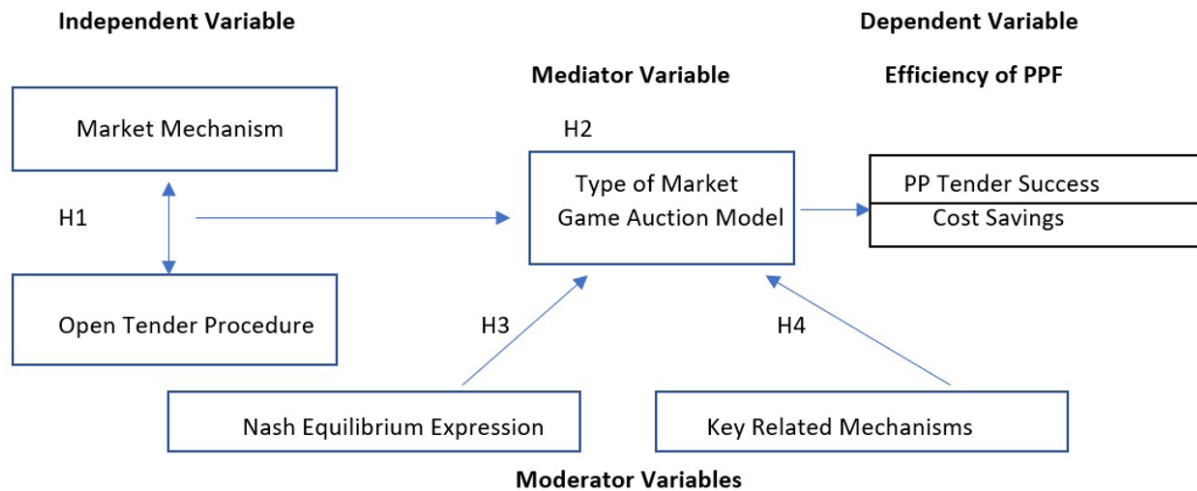 Independent Variable
Dependent Variable
Mediator Variable
Efficiency of PPF
Market Mechanism
H2
Type of Market
Game Auction Model
PP Tender Success
Cost Savings
H1
Open Tender Procedure
H3
H4
Nash Equilibrium Expression
Key Related Mechanisms
Moderator Variables